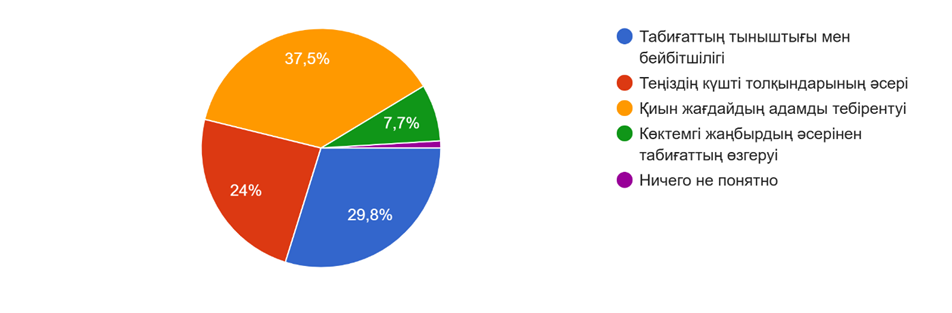 37,5%
7,7%
24%
29,8%
Табиғаттың тыныштығы мен
бейбітшілігі
Теңіздің күшті толқындарының әсері
Қиын жағдайдың адамды тебірентуі
Көктемгі жаңбырдың әсерінен
табиғаттың өзгеруі
Ничего не понятно